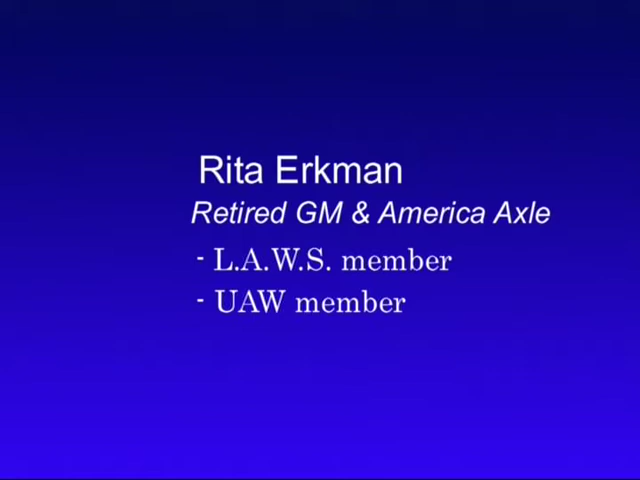 Rita Erkman
Retired GM & America Axle
- L.A.W.S. member
- UAW member